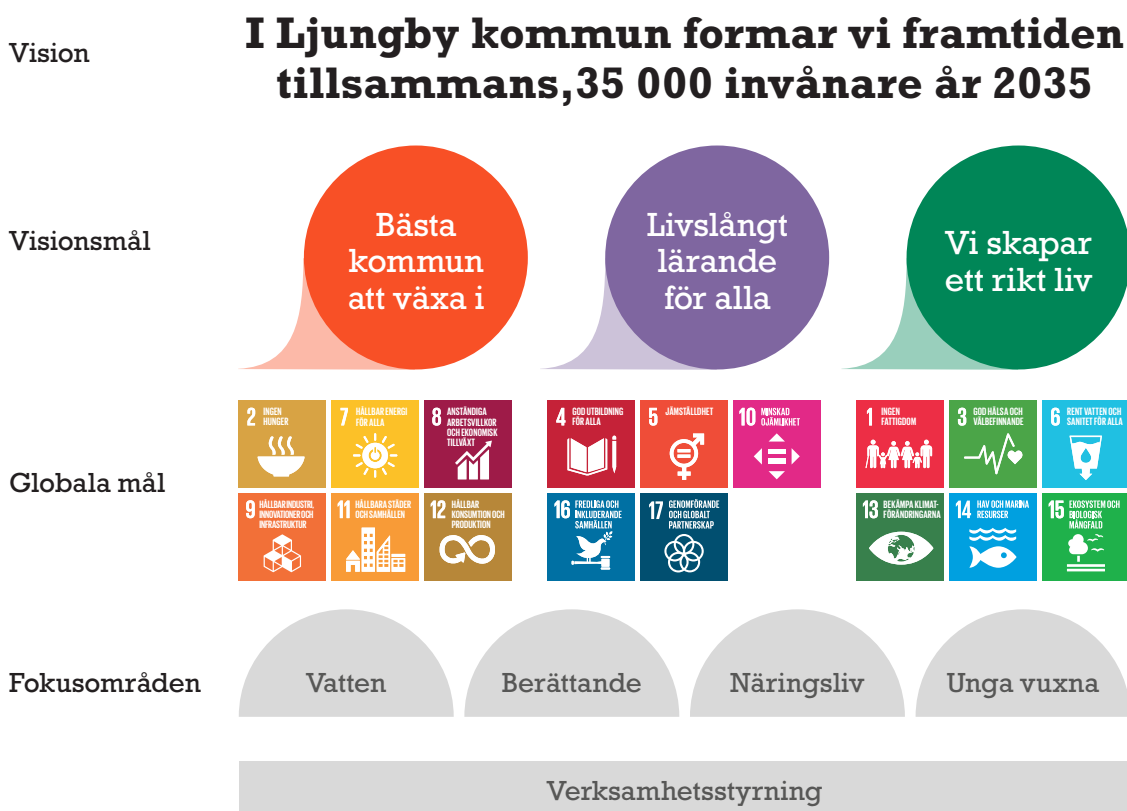 Vision
I Ljungby kommun formar vi framtiden
tillsammans,35 000 invånare år 2035
Visionsmål
Bästa
kommun
att växa i
Livslångt
lärande
för alla
Vi skapar
ett rikt liv
Globala mål
2 INGEN
HUNGER
7 HÅLLBAR ENERGI
FÖR ALLA
8 ANSTÄNDIGA
ARBETSVILLKOR
OCH EKONOMISK
TILLVÄXT
9 HÅLLBAR INDUSTRI,
INNOVATIONER OCH
INFRASTRUKTUR
11 HÅLLBARA STÄDER
OCH SAMHÄLLEN
12 HÅLLBAR
KONSUMTION OCH
PRODUKTION
4 GOD UTBILDNING
FÖR ALLA
5 JÄMSTÄLLDHET
10 MINSKAD
OJÄMLIKHET
16 FREDLIGA OCH
INKLUDERANDE
SAMHÄLLEN
17 GENOMFÖRANDE
OCH GLOBALT
PARTNERSKAP
1 INGEN
FATTIGDOM
3 GOD HÄLSA OCH
VÄLBEFINNANDE
6 RENT VATTEN OCH
SANITET FÖR ALLA
13 BEKÄMPA KLIMAT-
FÖRÄNDRINGARNA
14 HAV OCH MARINA
RESURSER
15 EKOSYSTEM OCH
BIOLOGISK
MÅNGFALD
Fokusområden
Vatten
Berättande
Näringsliv
Unga vuxna
Verksamhetsstyrning